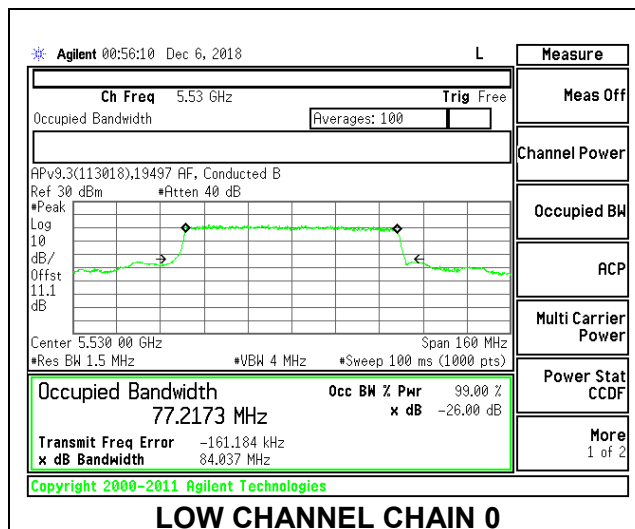 Agilent 00:56:10 Dec 6, 2018 L
Measure
Ch Freq 5.53 GHz Trig Free
Meas Off
Occupied Bandwidth Averages: 100
Channel Power
APv9.3(113018),19497 AF, Conducted B
Ref 30 dBm #Atten 40 dB
#Peak
Log
10
dB/
Offst
11.1
dB
Occupied BW
ACP
Center 5.530 00 GHz Span 160 MHz
#Res BW 1.5 MHz #VBW 4 MHz #Sweep 100 ms (1000 pts)
Multi Carrier
Power
Occupied Bandwidth Occ BW % Pwr 99.00 %
77.2173 MHz x dB -26.00 dB
Transmit Freq Error -161.184 kHz
x dB Bandwidth 84.037 MHz
Power Stat
CCDF
More
1 of 2
Copyright 2000-2011 Agilent Technologies
LOW CHANNEL CHAIN 0